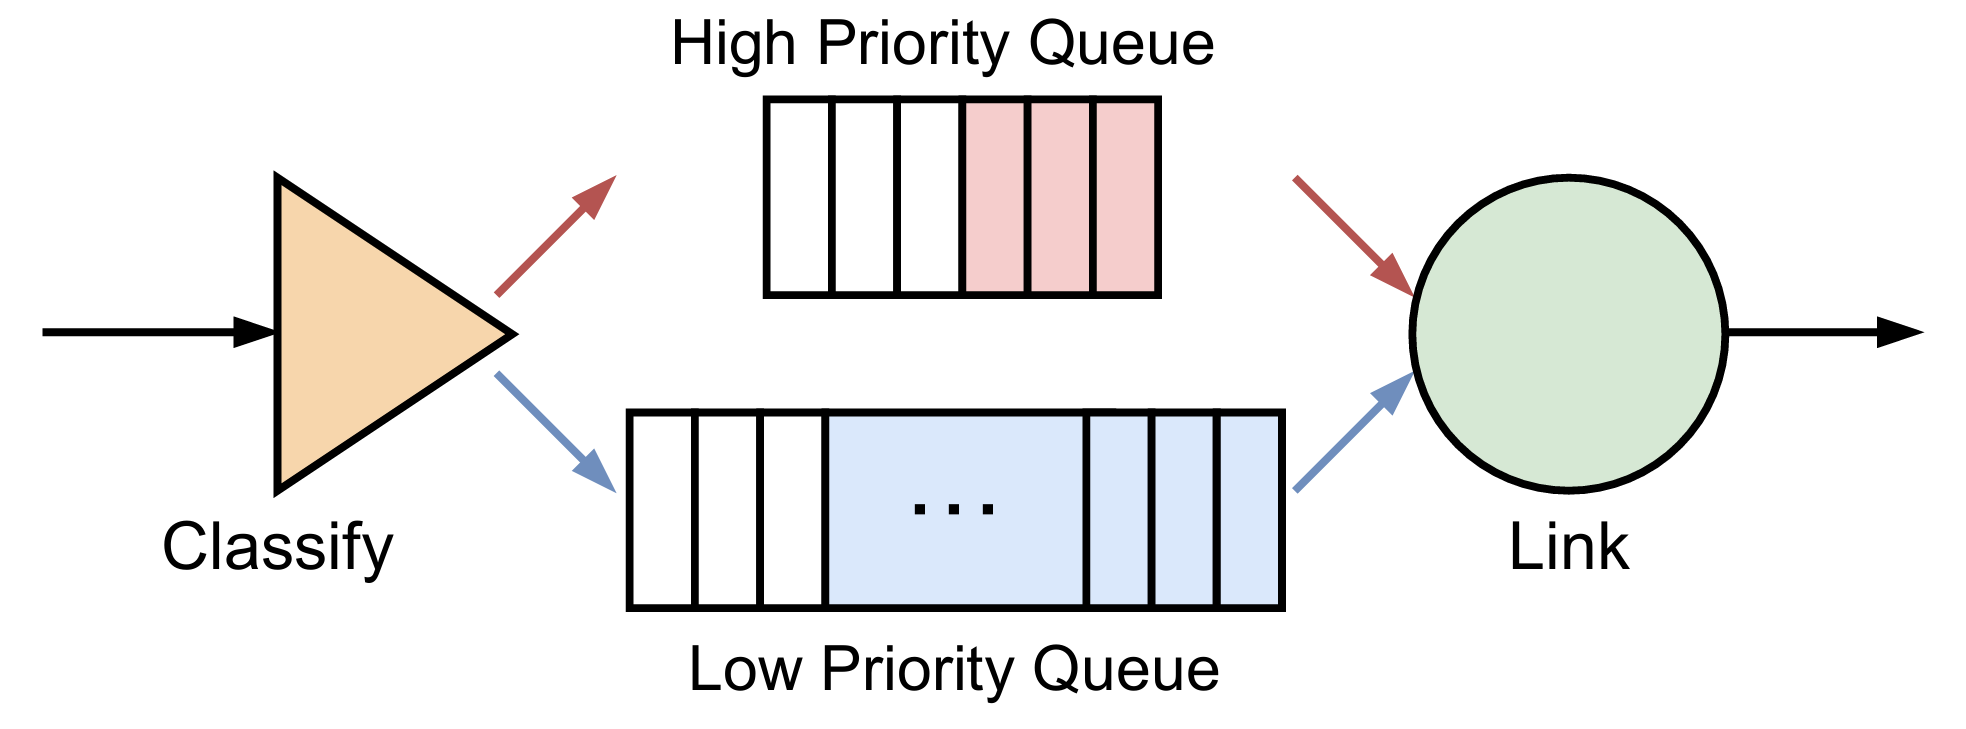 High Priority Queue
...
Classify
Link
Low Priority Queue